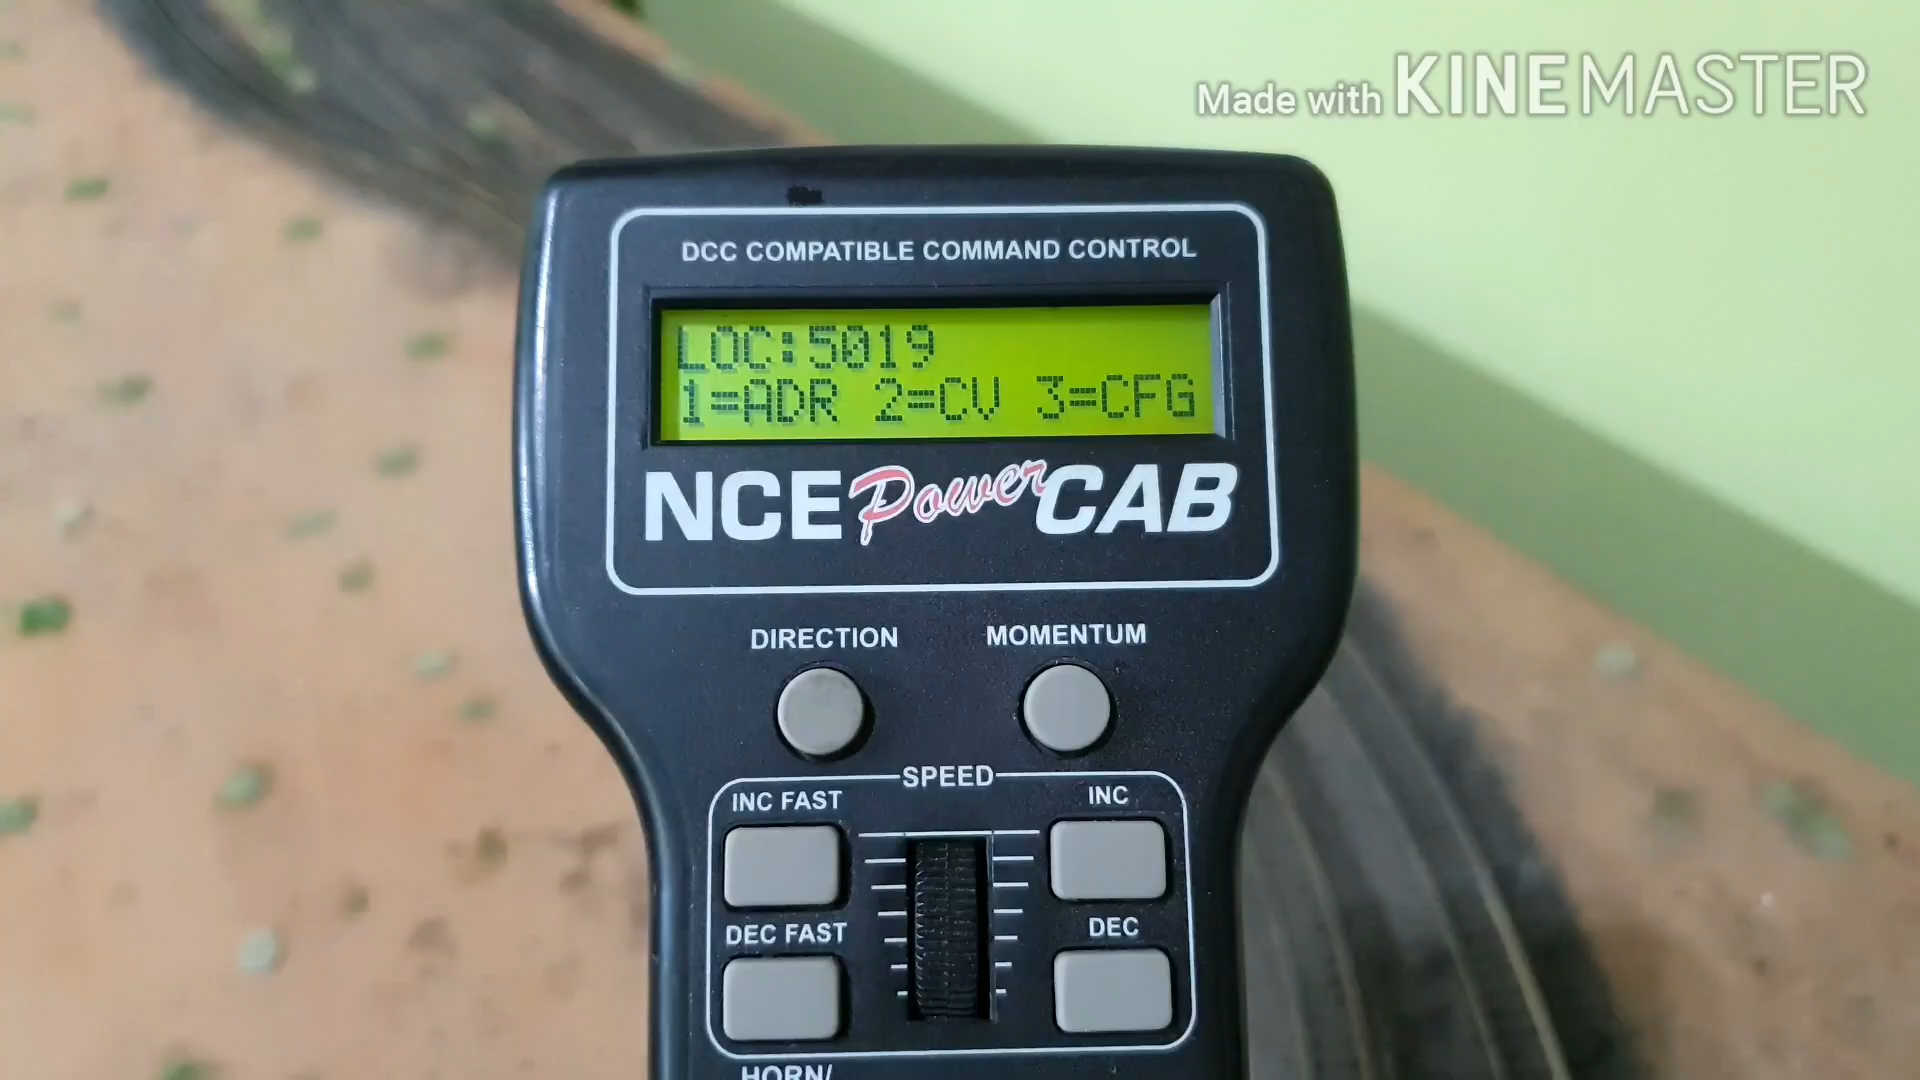 Made with KINEMASTER
DCC COMPATIBLE COMMAND CONTROL
LOC:5019
1=ADR 2=CV 3=CFG
NCE Power CAB
DIRECTION
MOMENTUM
SPEED
INC FAST
INC
DEC FAST
DEC
HORN/